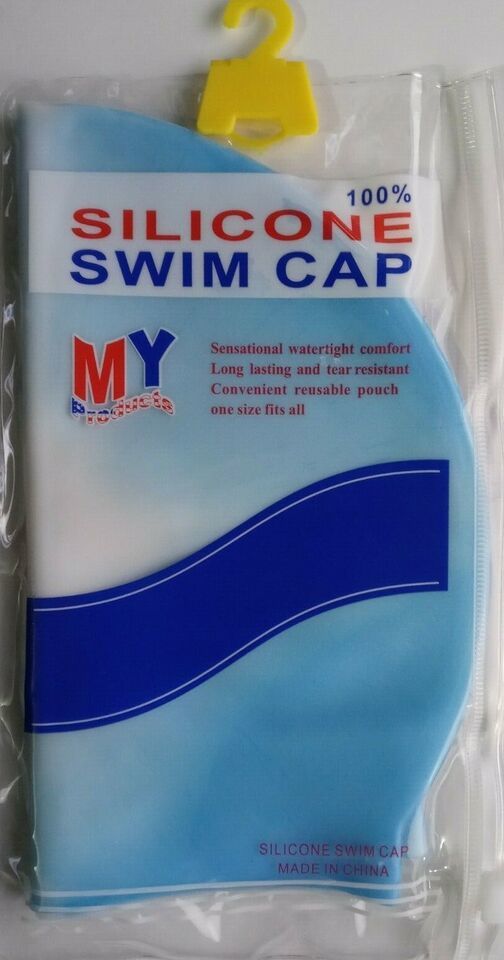 100%
SILICONE
SWIM CAP
MY
Products
Sensational watertight comfort
Long lasting and tear resistant
Convenient reusable pouch
one size fits all
SILICONE SWIM CAP
MADE IN CHINA